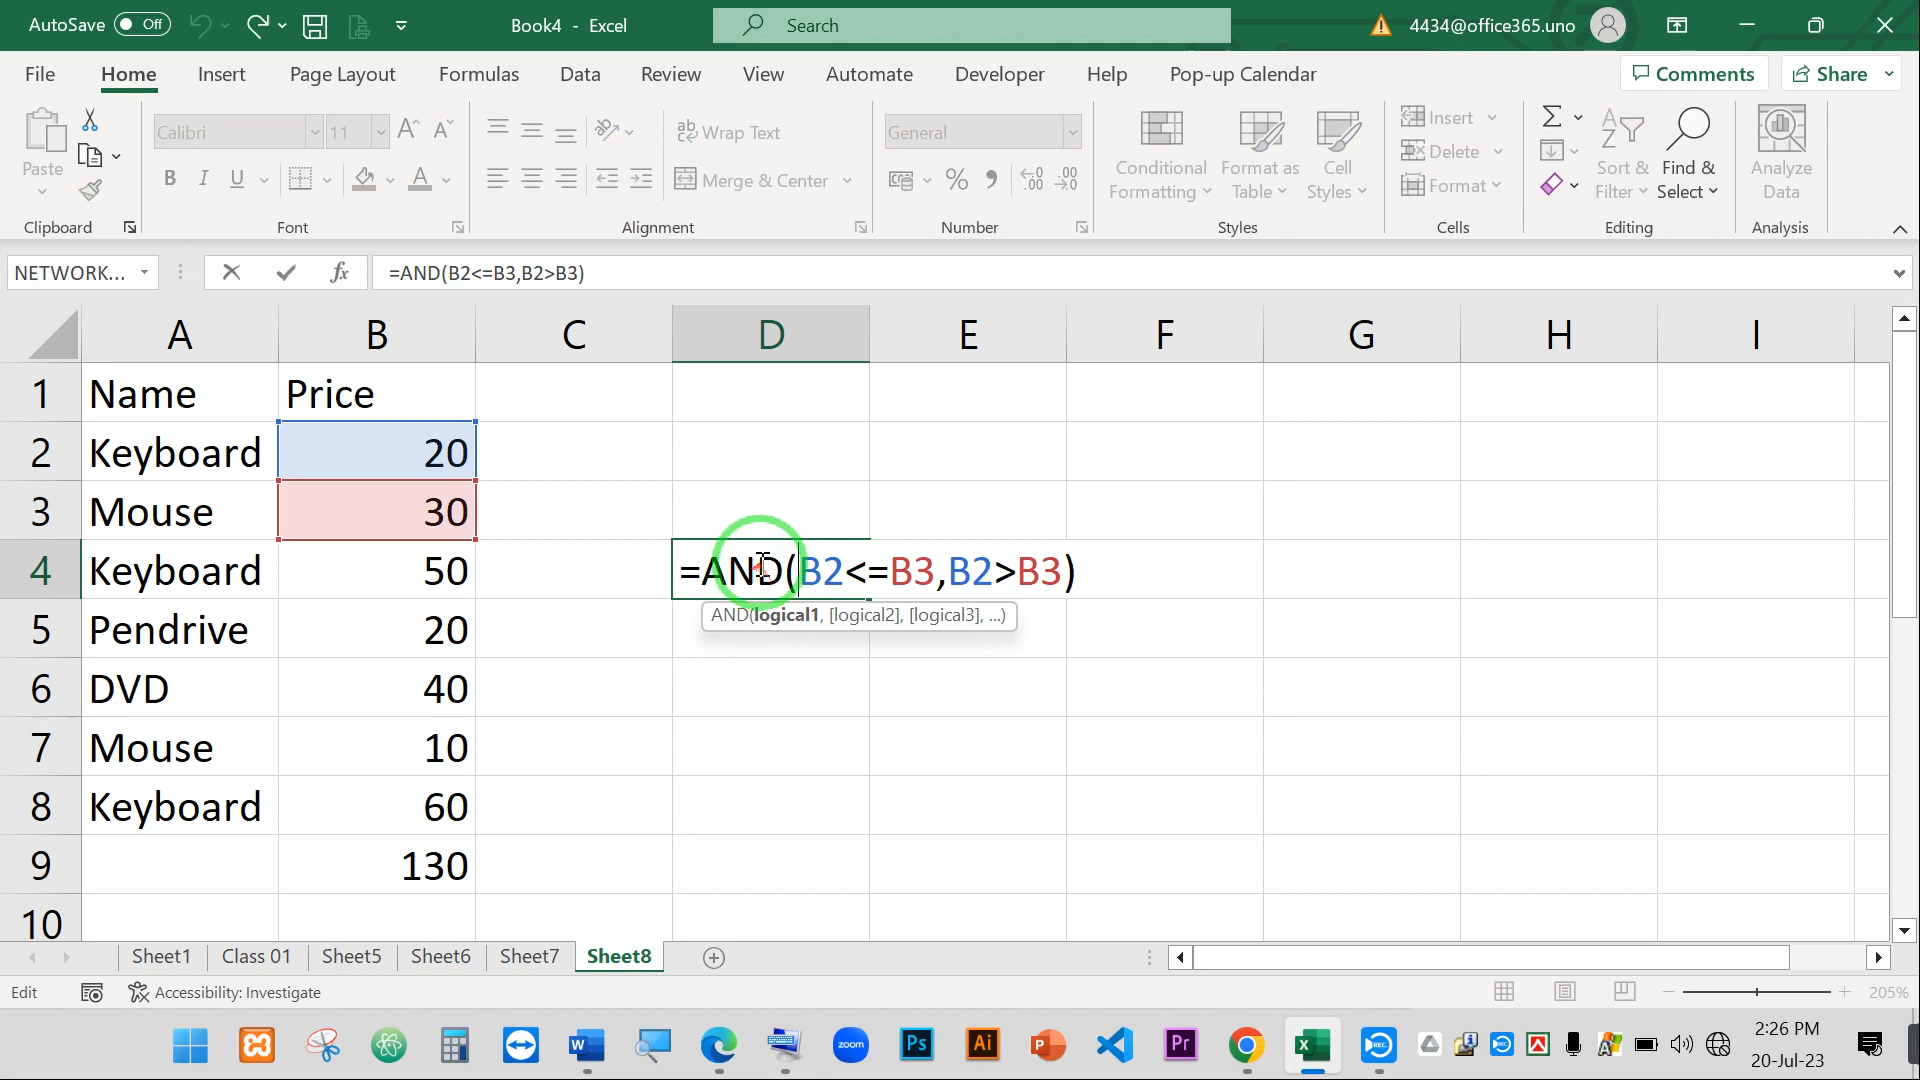 AutoSave Off Book4 - Excel Search 4434@office365.uno
File Home Insert Page Layout Formulas Data Review View Automate Developer Help Pop-up Calendar Comments Share
Calibri 11 Wrap Text General Insert
Paste Merge & Center Conditional Formatting Format as Table Cell Styles Delete Sort & Filter Find & Select Analyze Data
B I U Format
Clipboard Font Alignment Number Styles Cells Editing Analysis
NETWORK... fx =AND(B2<=B3,B2>B3)
A B C D E F G H I
1 Name Price
2 Keyboard 20
3 Mouse 30
4 Keyboard 50 =AND(B2<=B3,B2>B3)
AND(logical1, [logical2], [logical3], ...)
5 Pendrive 20
6 DVD 40
7 Mouse 10
8 Keyboard 60
9 130
10
Sheet1 Class 01 Sheet5 Sheet6 Sheet7 Sheet8
Edit Accessibility: Investigate 205%
zoom Ps Ai P Pr REC 2:26 PM
20-Jul-23